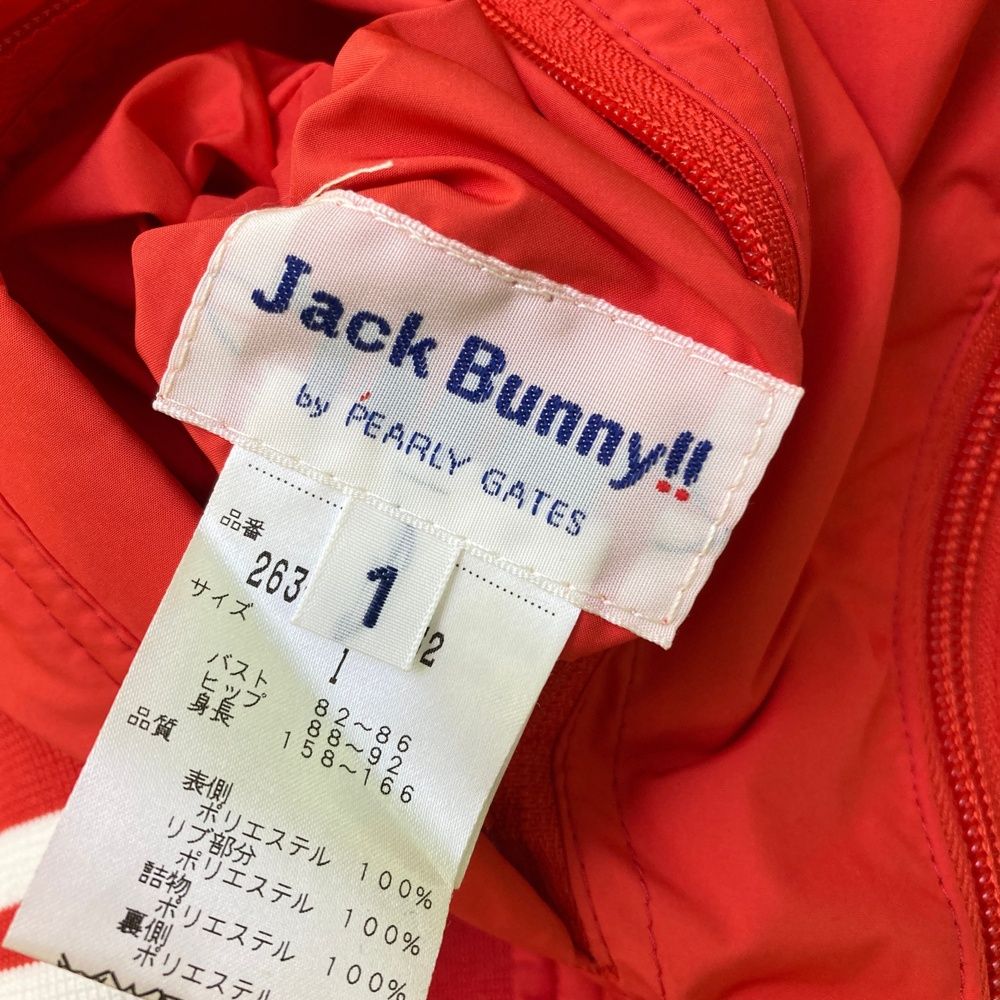 Jack Bunny!!
by PEARLY GATES
1
品番
263 72
サイズ 1
バスト 82～86
ヒップ 88～92
身長 158～166
品質
表側
ポリエステル 100%
リブ部分
ポリエステル 100%
詰物
ポリエステル 100%
裏側
ポリエステル 100%